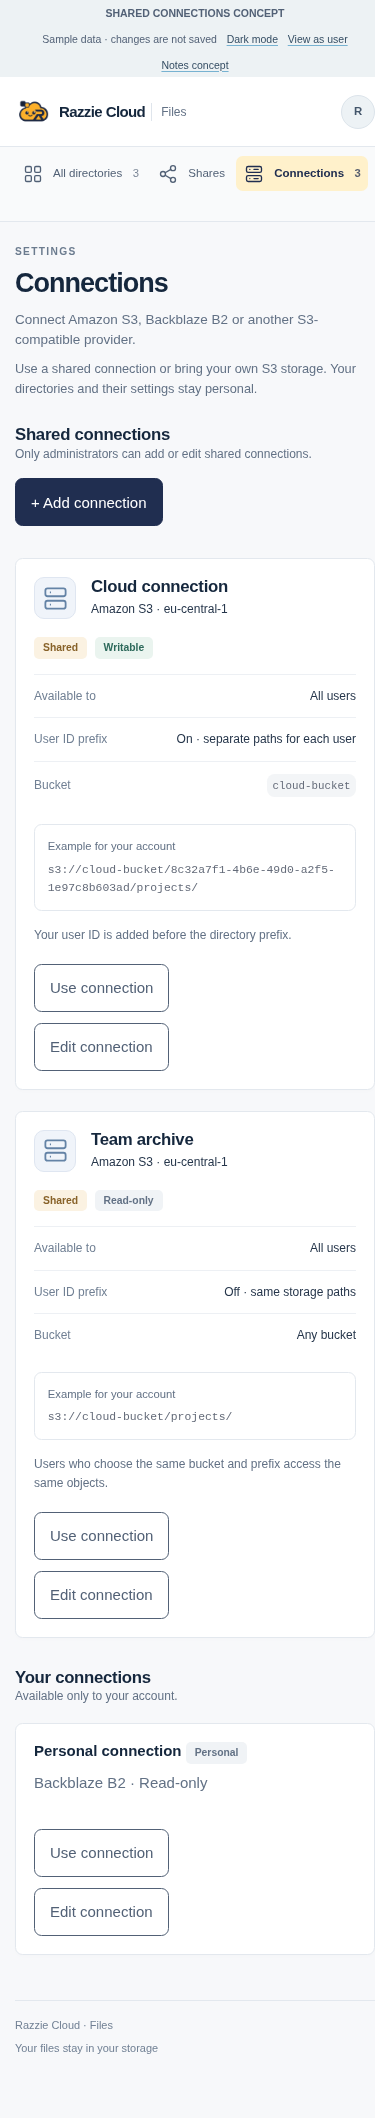 SHARED CONNECTIONS CONCEPT
Sample data · changes are not saved Dark mode View as user
Notes concept
Razzie Cloud Files R
All directories 3 Shares Connections 3
SETTINGS
Connections
Connect Amazon S3, Backblaze B2 or another S3-
compatible provider.
Use a shared connection or bring your own S3 storage. Your
directories and their settings stay personal.
Shared connections
Only administrators can add or edit shared connections.
+ Add connection
Cloud connection
Amazon S3 · eu-central-1
Shared Writable
Available to All users
User ID prefix On · separate paths for each user
Bucket cloud-bucket
Example for your account
s3://cloud-bucket/8c32a7f1-4b6e-49d0-a2f5-
1e97c8b603ad/projects/
Your user ID is added before the directory prefix.
Use connection
Edit connection
Team archive
Amazon S3 · eu-central-1
Shared Read-only
Available to All users
User ID prefix Off · same storage paths
Bucket Any bucket
Example for your account
s3://cloud-bucket/projects/
Users who choose the same bucket and prefix access the
same objects.
Use connection
Edit connection
Your connections
Available only to your account.
Personal connection Personal
Backblaze B2 · Read-only
Use connection
Edit connection
Razzie Cloud · Files
Your files stay in your storage